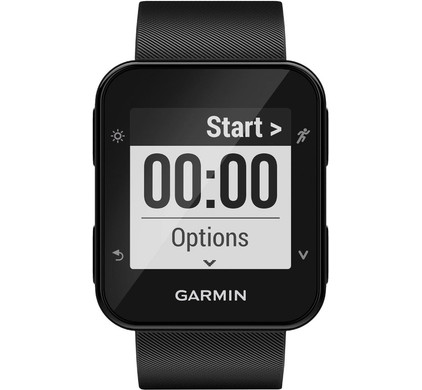 Start >
00:00
Options
GARMIN